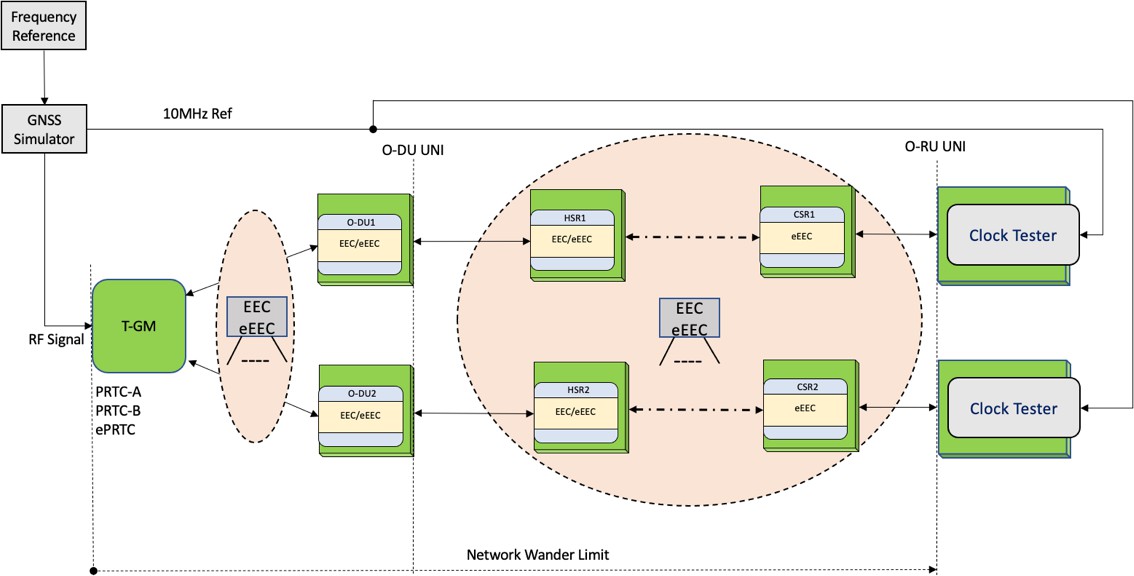 Frequency
Reference
GNSS
Simulator
10MHz Ref
O-DU UNI
O-RU UNI
O-DU1
EEC/eEEC
HSR1
EEC/eEEC
CSR1
eEEC
Clock Tester
T-GM
RF Signal
EEC
eEEC
EEC
eEEC
PRTC-A
PRTC-B
ePRTC
O-DU2
EEC/eEEC
HSR2
EEC/eEEC
CSR2
eEEC
Clock Tester
Network Wander Limit